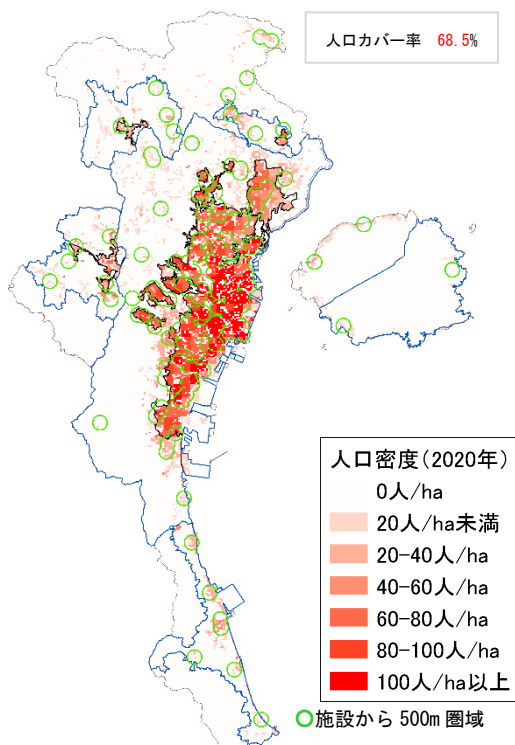 人口カバー率 68.5%
人口密度(2020年)
0人/ha
20人/ha未満
20-40人/ha
40-60人/ha
60-80人/ha
80-100人/ha
100人/ha以上
施設から500m圏域